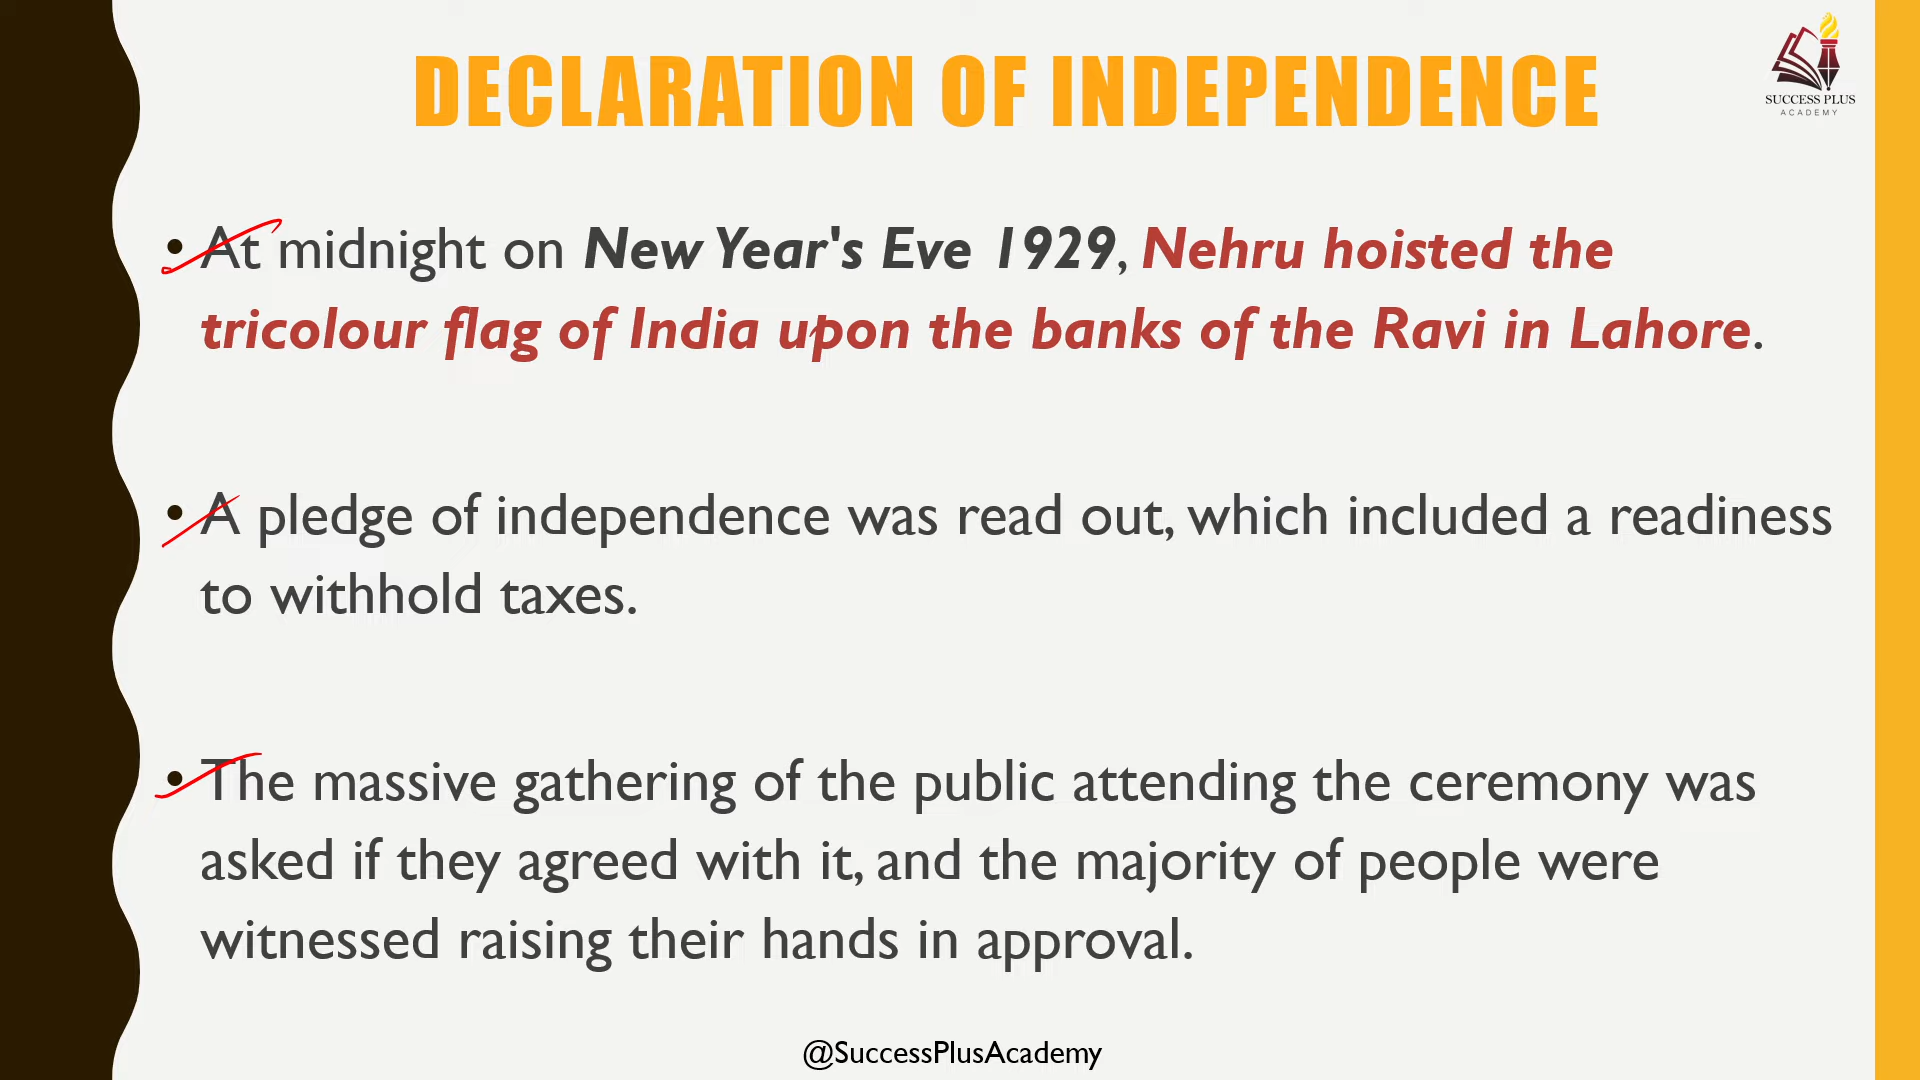 DECLARATION OF INDEPENDENCE
SUCCESS PLUS
ACADEMY
• At midnight on New Year's Eve 1929, Nehru hoisted the
tricolour flag of India upon the banks of the Ravi in Lahore.
• A pledge of independence was read out, which included a readiness
to withhold taxes.
• The massive gathering of the public attending the ceremony was
asked if they agreed with it, and the majority of people were
witnessed raising their hands in approval.
@SuccessPlusAcademy